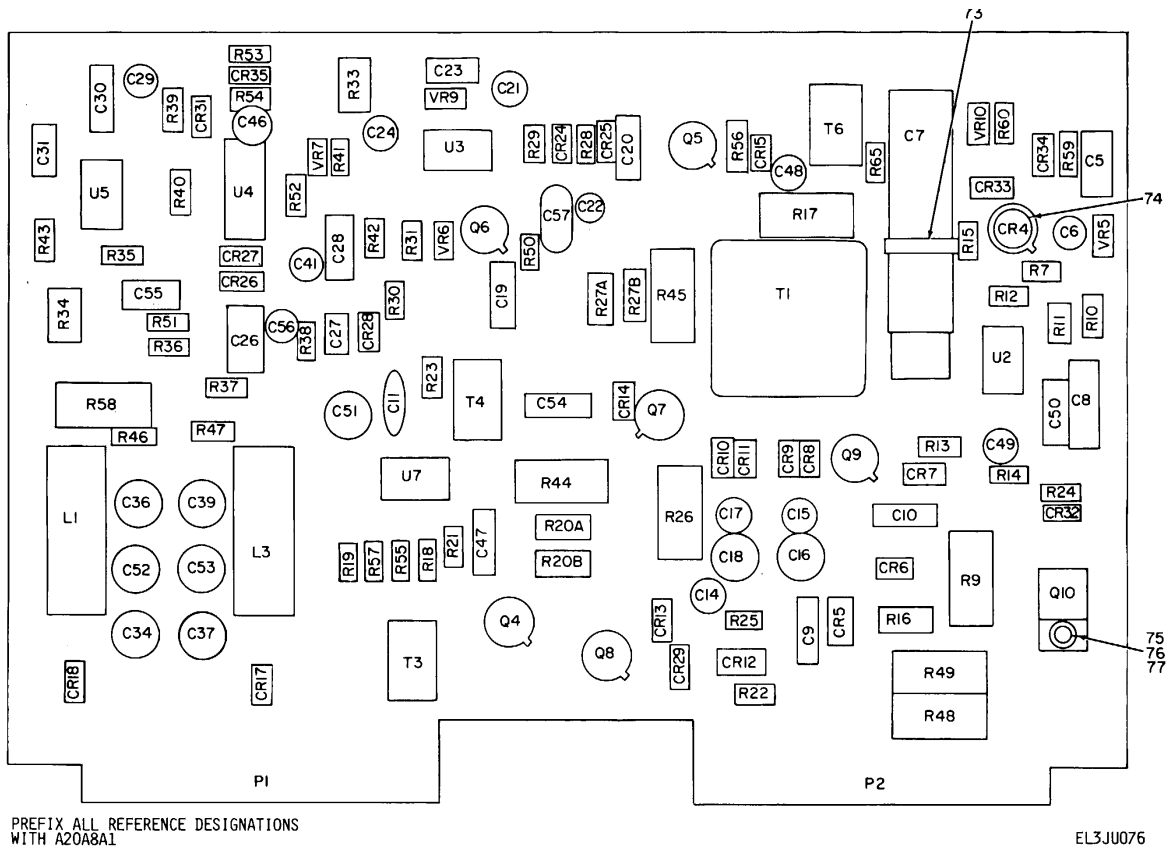 73
R53
C23
C29
CR35
R33
C30
C21
VR9
R54
R39
CR31
C46
T6
C7
VR10
R60
C24
Q5
C31
R29
CR24
R28
CR25
C20
R56
CR15
U3
VR7
R41
CR34
R59
C5
R65
C48
U5
R40
U4
R52
CR33
74
C57
C22
R17
R43
C28
R42
R31
VR6
Q6
CR4
C6
VR5
R50
R15
R35
CR27
C41
R7
CR26
C55
R30
C19
R27A
R27B
R45
T1
R12
R34
R51
C56
R38
C27
CR28
R11
R10
R36
C26
U2
R37
R23
R58
C51
C11
T4
C54
CR14
Q7
C50
C8
R46
R47
R13
C49
CR10
CR11
CR9
CR8
Q9
U7
R44
CR7
R14
R24
C36
C39
L1
L3
R26
C17
C15
C10
CR32
R20A
R21
C47
C52
C53
R19
R57
R55
R18
R20B
C18
C16
CR6
R9
C14
Q10
C34
C37
Q4
CR13
R25
C9
CR5
R16
75
76
77
T3
Q8
CR29
CR12
R49
CR18
CR17
R22
R48
P1
P2
PREFIX ALL REFERENCE DESIGNATIONS
WITH A20A8A1
EL3JU076